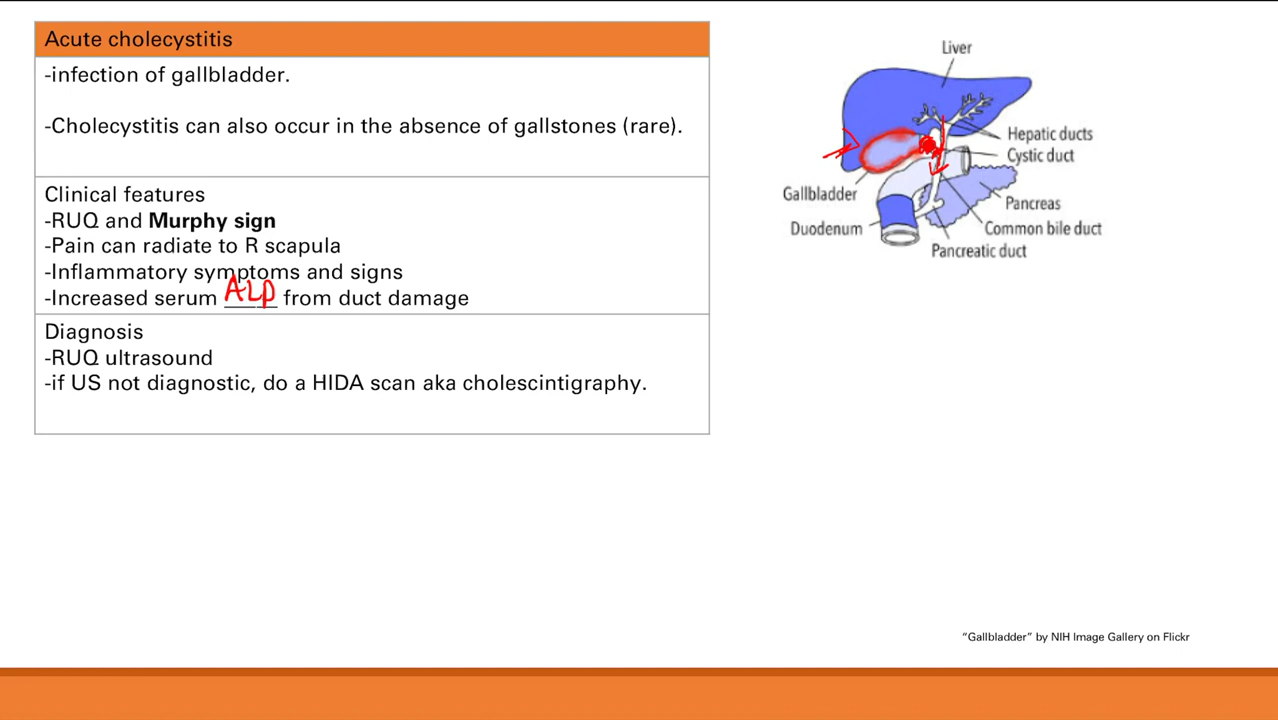 Acute cholecystitis
-infection of gallbladder.
-Cholecystitis can also occur in the absence of gallstones (rare).
Clinical features
-RUQ and Murphy sign
-Pain can radiate to R scapula
-Inflammatory symptoms and signs
-Increased serum ALP from duct damage
Diagnosis
-RUQ ultrasound
-if US not diagnostic, do a HIDA scan aka cholescintigraphy.
Liver
Hepatic ducts
Cystic duct
Gallbladder
Pancreas
Duodenum
Common bile duct
Pancreatic duct
“Gallbladder” by NIH Image Gallery on Flickr